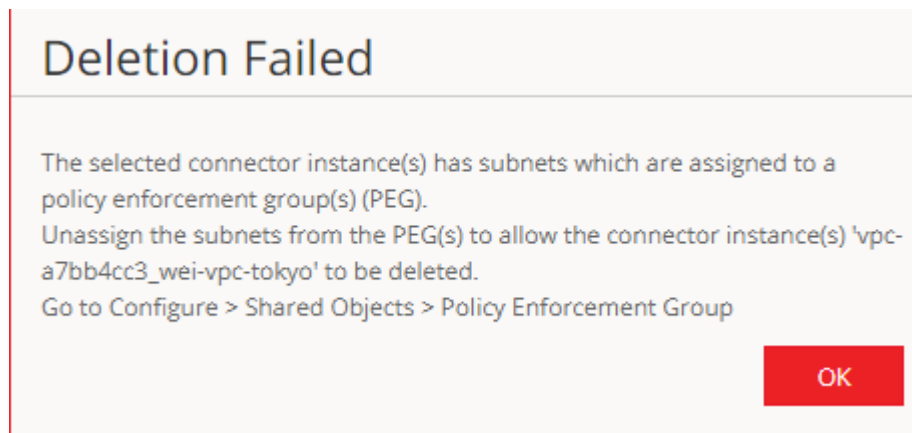 Deletion Failed
The selected connector instance(s) has subnets which are assigned to a
policy enforcement group(s) (PEG).
Unassign the subnets from the PEG(s) to allow the connector instance(s) 'vpc-
a7bb4cc3_wei-vpc-tokyo' to be deleted.
Go to Configure > Shared Objects > Policy Enforcement Group
OK